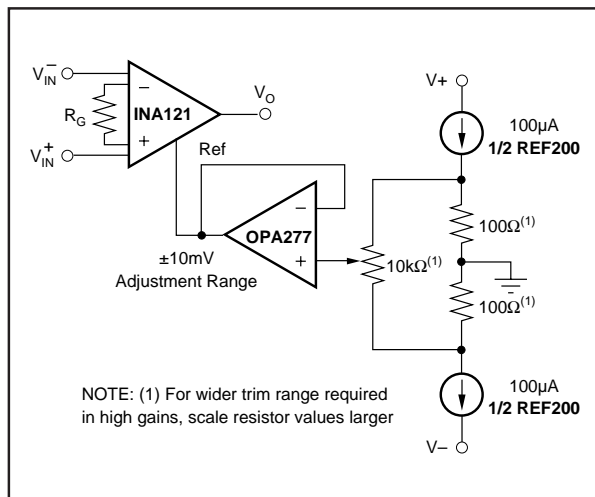 V−IN
RG
V+IN
−
+
INA121
VO
Ref
−
+
OPA277
±10mV
Adjustment Range
V+
100µA
1/2 REF200
100Ω(1)
10kΩ(1)
100Ω(1)
100µA
1/2 REF200
V−
NOTE: (1) For wider trim range required
in high gains, scale resistor values larger